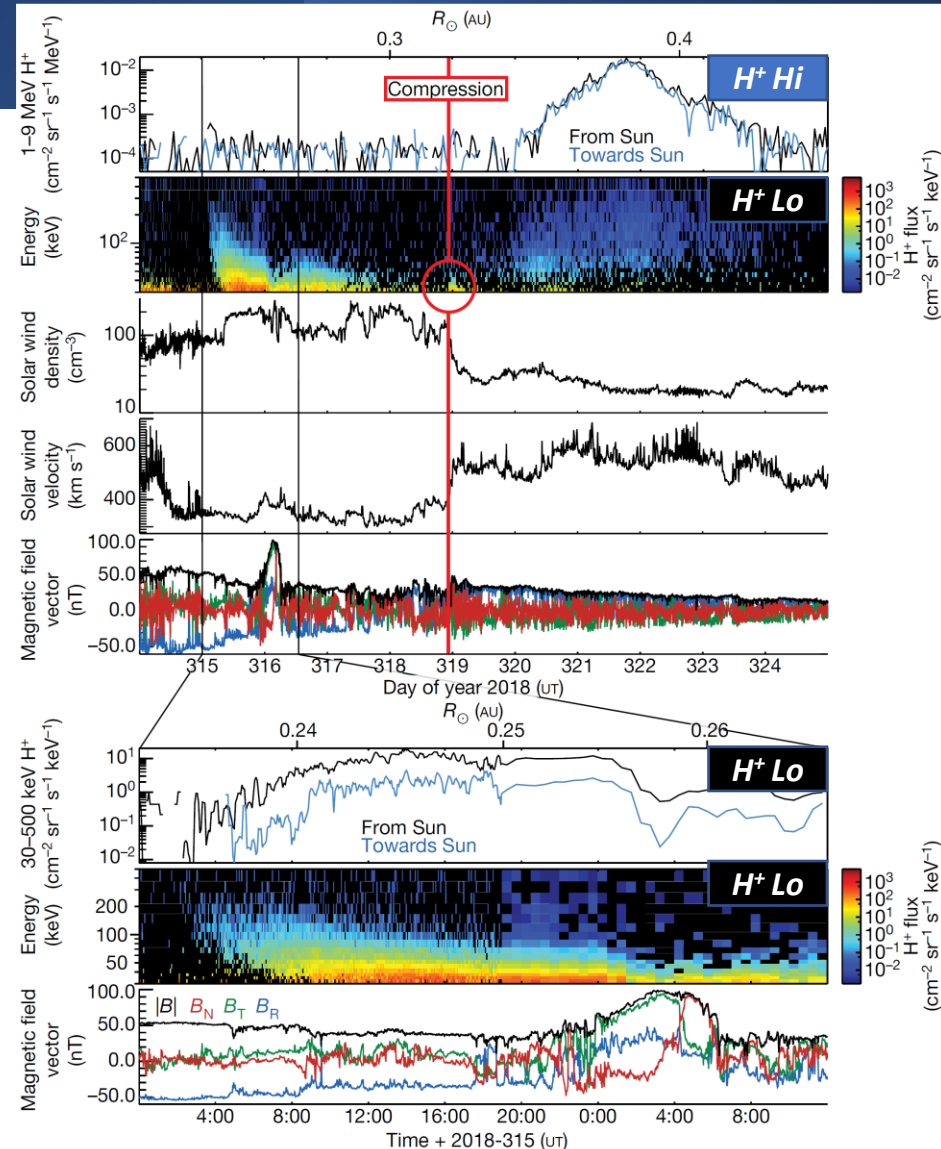 R☉ (AU)
0.3 0.4
1–9 MeV H⁺
(cm⁻² sr⁻¹ s⁻¹ MeV⁻¹)
10⁻²
10⁻³
10⁻⁴
Compression
H⁺ Hi
From Sun
Towards Sun
Energy
(keV)
10²
H⁺ Lo
10³
10²
10¹
10⁰
10⁻¹
10⁻²
H⁺ flux
(cm⁻² sr⁻¹ s⁻¹ keV⁻¹)
Solar wind
density
(cm⁻³)
100
10
Solar wind
velocity
(km s⁻¹)
600
400
Magnetic field
vector
(nT)
100.0
50.0
0.0
−50.0
315 316 317 318 319 320 321 322 323 324
Day of year 2018 (UT)
R☉ (AU)
0.24 0.25 0.26
30–500 keV H⁺
(cm⁻² sr⁻¹ s⁻¹ keV⁻¹)
10¹
10⁰
10⁻¹
10⁻²
H⁺ Lo
From Sun
Towards Sun
Energy
(keV)
200
100
50
H⁺ Lo
10³
10²
10¹
10⁰
10⁻¹
10⁻²
H⁺ flux
(cm⁻² sr⁻¹ s⁻¹ keV⁻¹)
Magnetic field
vector
(nT)
100.0
50.0
0.0
−50.0
|B| B_N B_T B_R
4:00 8:00 12:00 16:00 20:00 0:00 4:00 8:00
Time + 2018-315 (UT)